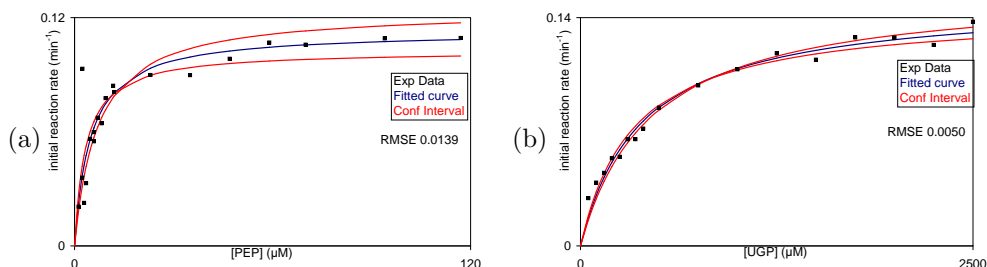 (a)
0.12
initial reaction rate (min⁻¹)
Exp Data
Fitted curve
Conf Interval
RMSE 0.0139
0
0
[PEP] (µM)
120
(b)
0.14
initial reaction rate (min⁻¹)
Exp Data
Fitted curve
Conf Interval
RMSE 0.0050
0
0
[UGP] (µM)
2500